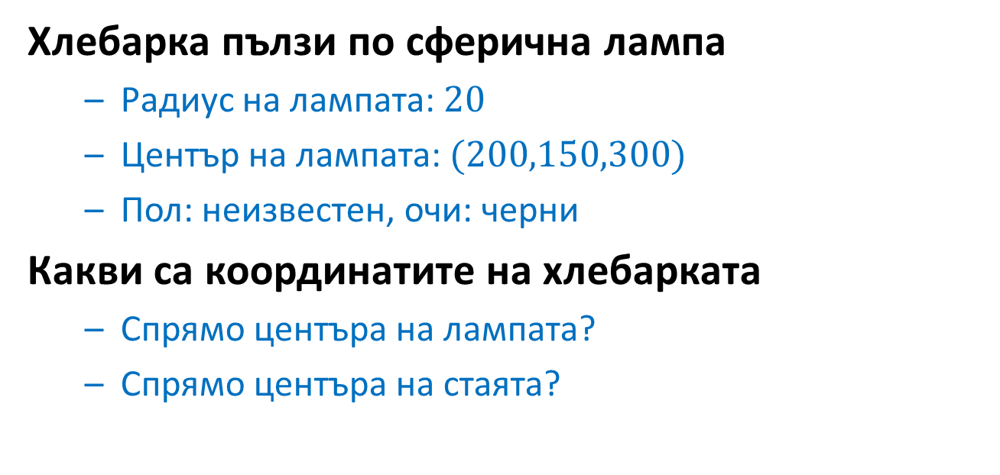 Хлебарка пълзи по сферична лампа
– Радиус на лампата: 20
– Център на лампата: (200,150,300)
– Пол: неизвестен, очи: черни
Какви са координатите на хлебарката
– Спрямо центъра на лампата?
– Спрямо центъра на стаята?